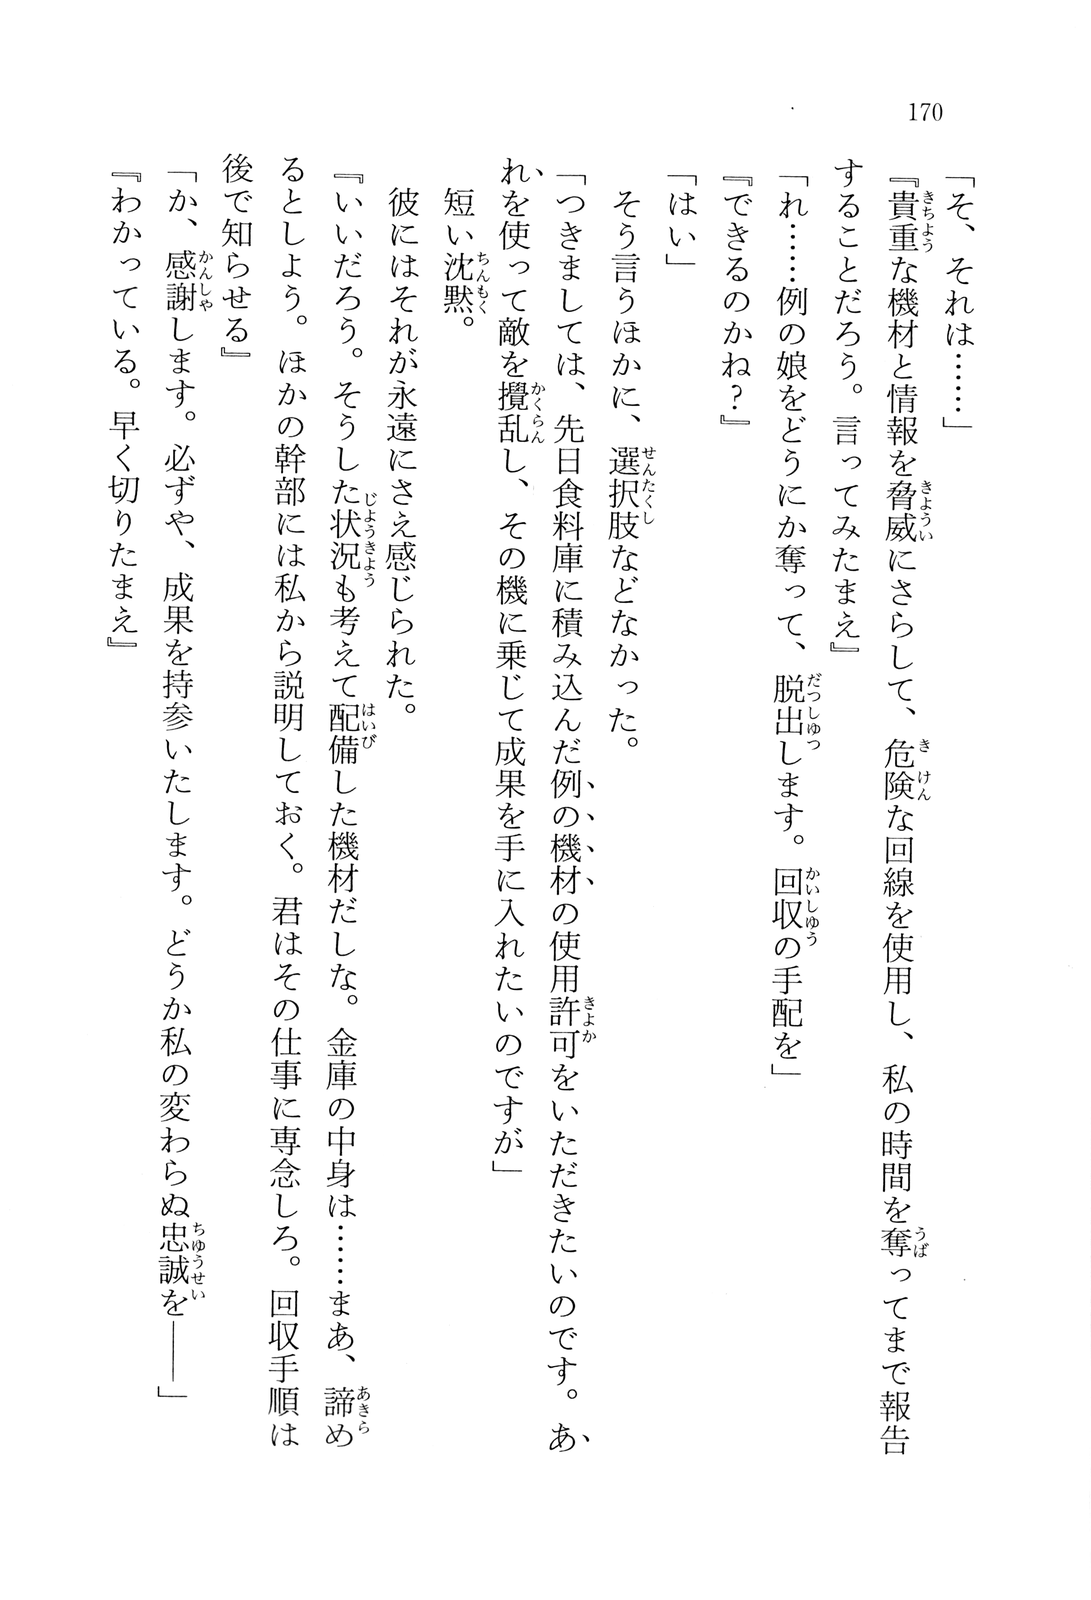 170
「そ、それは……」
『貴重な機材と情報を脅威にさらして、危険な回線を使用し、私の時間を奪ってまで報告
することだろう。言ってみたまえ』
「れ……例の娘をどうにか奪って、脱出します。回収の手配を」
『できるのかね？』
「はい」
そう言うほかに、選択肢などなかった。
「つきましては、先日食料庫に積み込んだ例の機材の使用許可をいただきたいのです。あ
れを使って敵を攪乱し、その機に乗じて成果を手に入れたいのですが」
短い沈黙。
彼にはそれが永遠にさえ感じられた。
『いいだろう。そうした状況も考えて配備した機材だしな。金庫の中身は……まあ、諦め
るとしよう。ほかの幹部には私から説明しておく。君はその仕事に専念しろ。回収手順は
後で知らせる』
「か、感謝します。必ずや、成果を持参いたします。どうか私の変わらぬ忠誠を――」
『わかっている。早く切りたまえ』